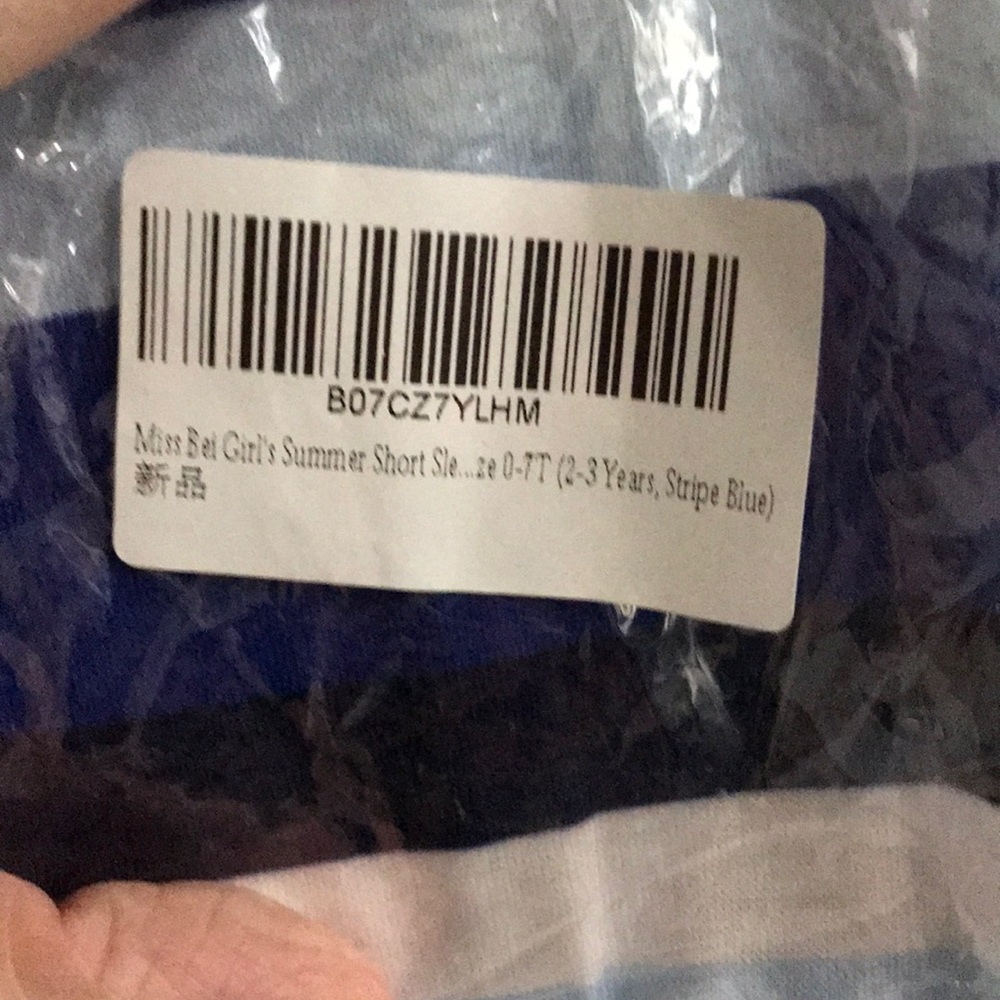 B07CZ7YLHM
Miss Bei Girl's Summer Short Sle...ze 0-7T (2-3 Years, Stripe Blue)
新品